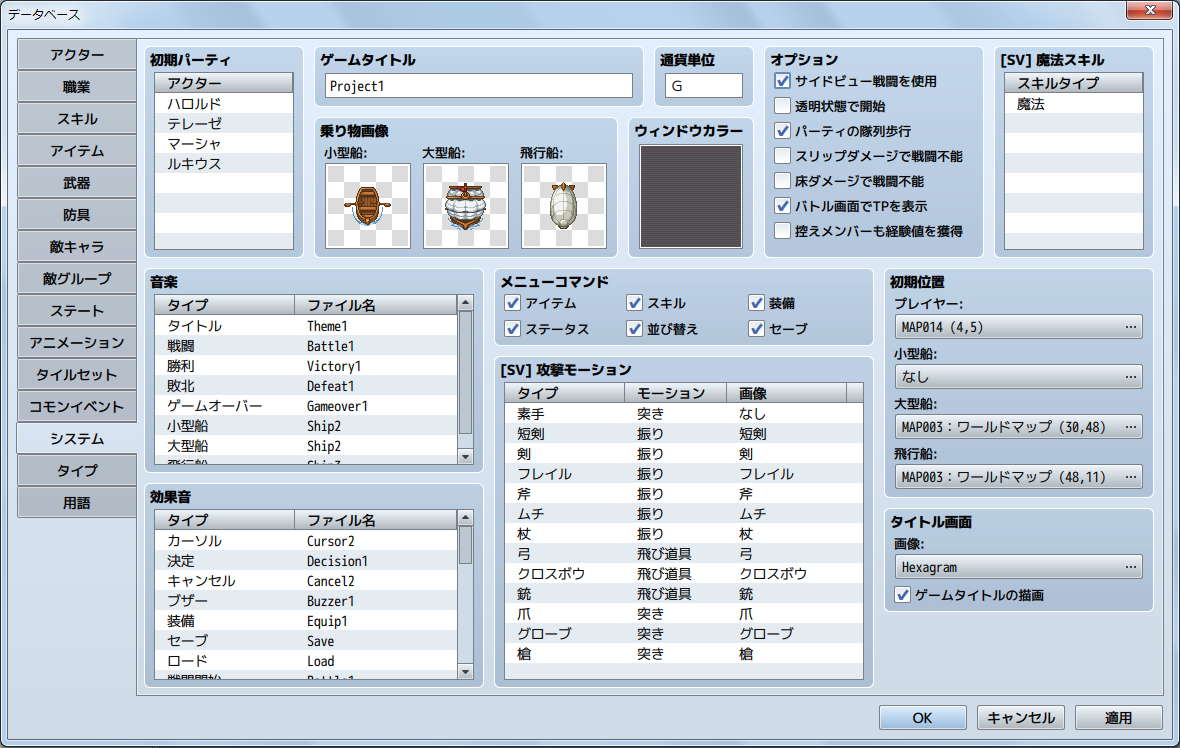 データベース
アクター
職業
スキル
アイテム
武器
防具
敵キャラ
敵グループ
ステート
アニメーション
タイルセット
コモンイベント
システム
タイプ
用語
初期パーティ
アクター
ハロルド
テレーゼ
マーシャ
ルキウス
ゲームタイトル
Project1
通貨単位
G
乗り物画像
小型船: 大型船: 飛行船:
ウィンドウカラー
オプション
サイドビュー戦闘を使用
透明状態で開始
パーティの隊列歩行
スリップダメージで戦闘不能
床ダメージで戦闘不能
バトル画面でTPを表示
控えメンバーも経験値を獲得
[SV] 魔法スキル
スキルタイプ
魔法
音楽
タイプ ファイル名
タイトル Theme1
戦闘 Battle1
勝利 Victory1
敗北 Defeat1
ゲームオーバー Gameover1
小型船 Ship2
大型船 Ship2
飛行船 Ship3
効果音
タイプ ファイル名
カーソル Cursor2
決定 Decision1
キャンセル Cancel2
ブザー Buzzer1
装備 Equip1
セーブ Save
ロード Load
戦闘開始 Battle1
メニューコマンド
アイテム スキル 装備
ステータス 並び替え セーブ
[SV] 攻撃モーション
タイプ モーション 画像
素手 突き なし
短剣 振り 短剣
剣 振り 剣
フレイル 振り フレイル
斧 振り 斧
ムチ 振り ムチ
杖 振り 杖
弓 飛び道具 弓
クロスボウ 飛び道具 クロスボウ
銃 飛び道具 銃
爪 突き 爪
グローブ 突き グローブ
槍 突き 槍
初期位置
プレイヤー:
MAP014 (4,5) ...
小型船:
なし ...
大型船:
MAP003：ワールドマップ (30,48) ...
飛行船:
MAP003：ワールドマップ (48,11) ...
タイトル画面
画像:
Hexagram ...
ゲームタイトルの描画
OK キャンセル 適用